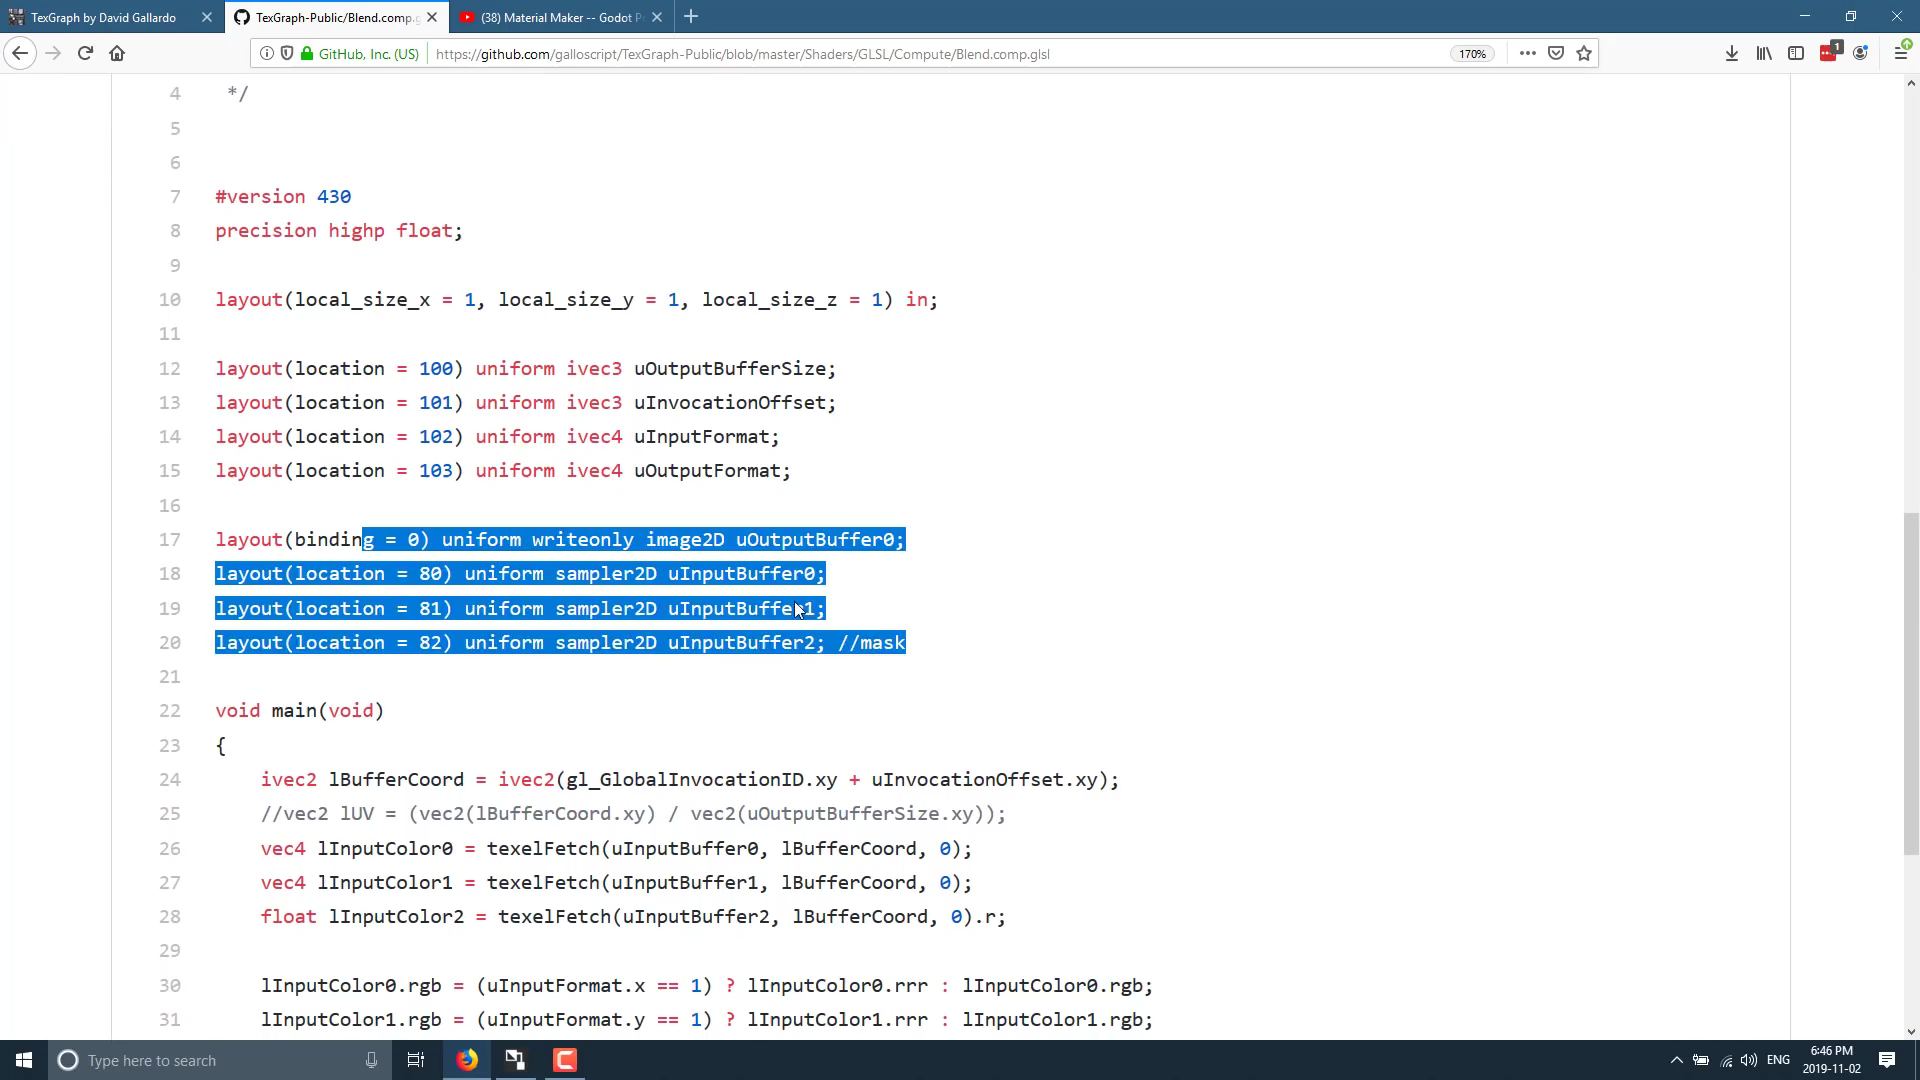 TexGraph by David Gallardo
TexGraph-Public/Blend.comp.g
(38) Material Maker -- Godot P
GitHub, Inc. (US)
https://github.com/galloscript/TexGraph-Public/blob/master/Shaders/GLSL/Compute/Blend.comp.glsl
170%
1
4 */
5
6
7 #version 430
8 precision highp float;
9
10 layout(local_size_x = 1, local_size_y = 1, local_size_z = 1) in;
11
12 layout(location = 100) uniform ivec3 uOutputBufferSize;
13 layout(location = 101) uniform ivec3 uInvocationOffset;
14 layout(location = 102) uniform ivec4 uInputFormat;
15 layout(location = 103) uniform ivec4 uOutputFormat;
16
17 layout(binding = 0) uniform writeonly image2D uOutputBuffer0;
18 layout(location = 80) uniform sampler2D uInputBuffer0;
19 layout(location = 81) uniform sampler2D uInputBuffer1;
20 layout(location = 82) uniform sampler2D uInputBuffer2; //mask
21
22 void main(void)
23 {
24 ivec2 lBufferCoord = ivec2(gl_GlobalInvocationID.xy + uInvocationOffset.xy);
25 //vec2 lUV = (vec2(lBufferCoord.xy) / vec2(uOutputBufferSize.xy));
26 vec4 lInputColor0 = texelFetch(uInputBuffer0, lBufferCoord, 0);
27 vec4 lInputColor1 = texelFetch(uInputBuffer1, lBufferCoord, 0);
28 float lInputColor2 = texelFetch(uInputBuffer2, lBufferCoord, 0).r;
29
30 lInputColor0.rgb = (uInputFormat.x == 1) ? lInputColor0.rrr : lInputColor0.rgb;
31 lInputColor1.rgb = (uInputFormat.y == 1) ? lInputColor1.rrr : lInputColor1.rgb;
Type here to search
ENG
6:46 PM
2019-11-02